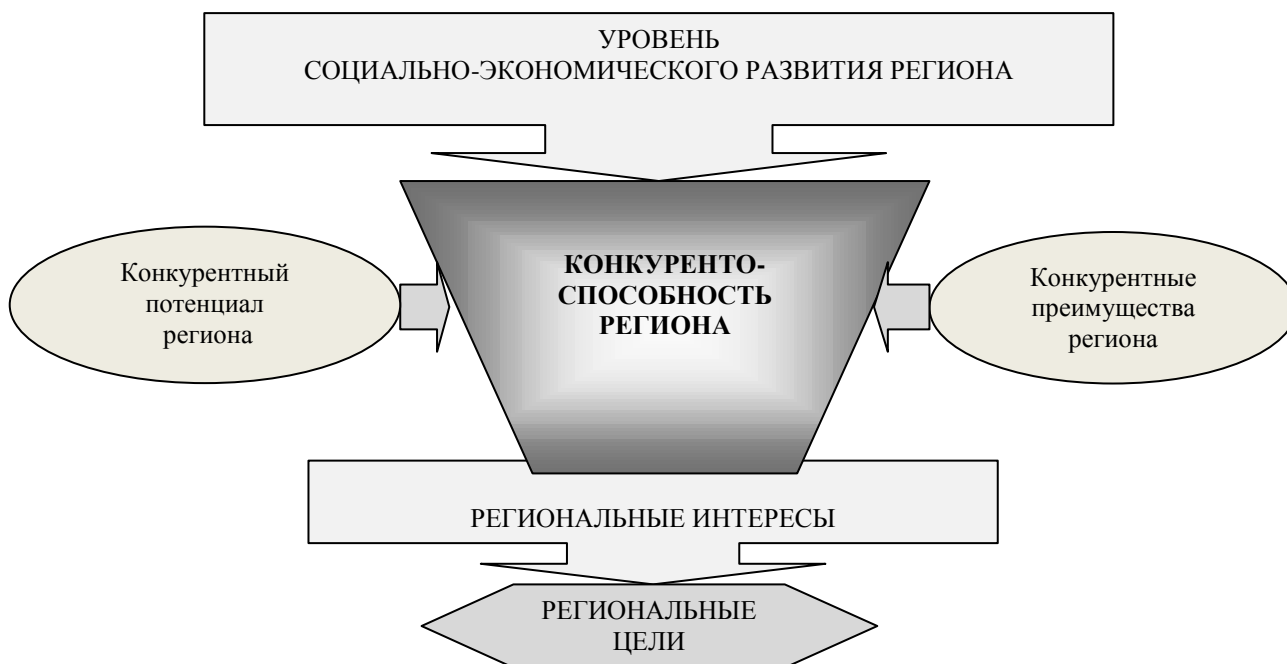 УРОВЕНЬ
СОЦИАЛЬНО-ЭКОНОМИЧЕСКОГО РАЗВИТИЯ РЕГИОНА
Конкурентный
потенциал
региона
КОНКУРЕНТО-
СПОСОБНОСТЬ
РЕГИОНА
Конкурентные
преимущества
региона
РЕГИОНАЛЬНЫЕ ИНТЕРЕСЫ
РЕГИОНАЛЬНЫЕ
ЦЕЛИ